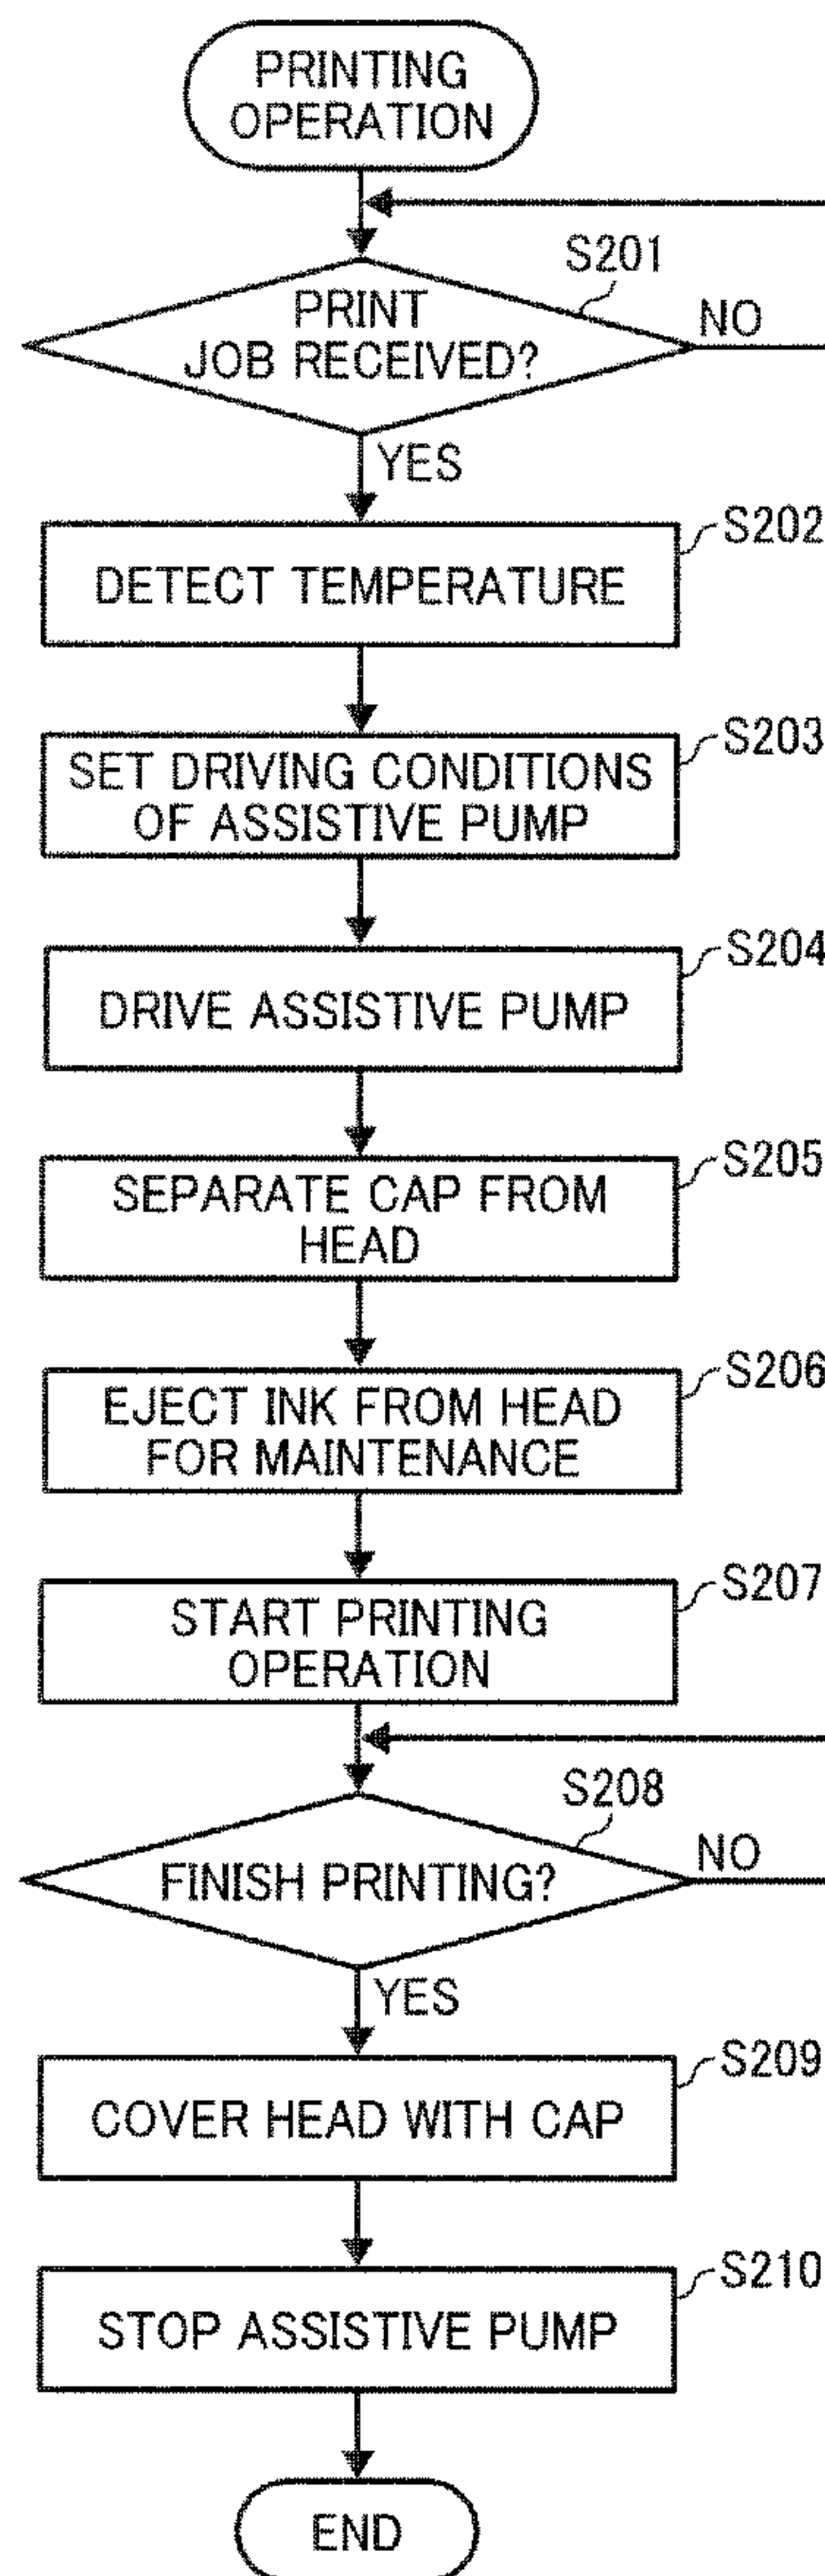 PRINTING
OPERATION
S201
PRINT
JOB RECEIVED?
NO
YES
S202
DETECT TEMPERATURE
S203
SET DRIVING CONDITIONS
OF ASSISTIVE PUMP
S204
DRIVE ASSISTIVE PUMP
S205
SEPARATE CAP FROM
HEAD
S206
EJECT INK FROM HEAD
FOR MAINTENANCE
S207
START PRINTING
OPERATION
S208
FINISH PRINTING?
NO
YES
S209
COVER HEAD WITH CAP
S210
STOP ASSISTIVE PUMP
END